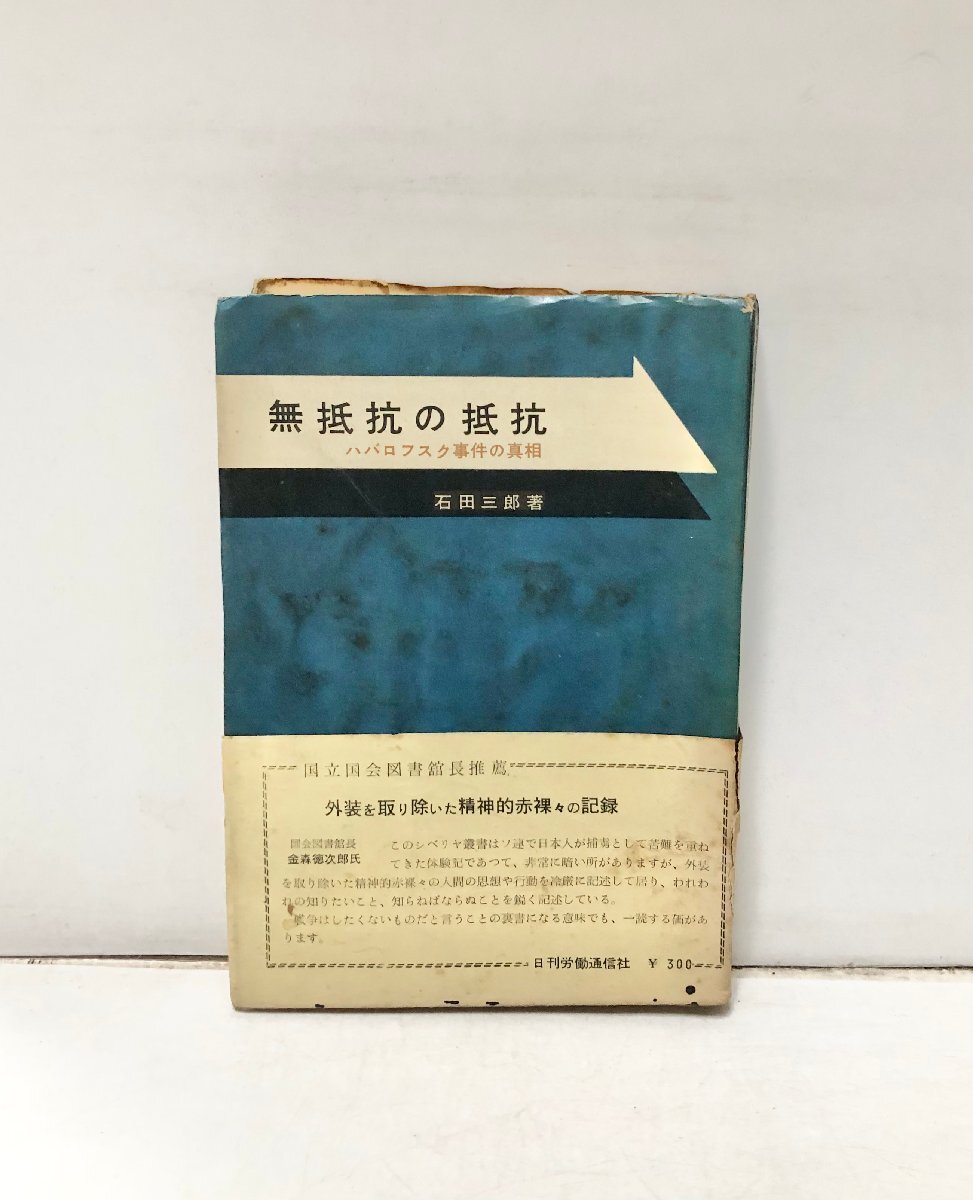 無抵抗の抵抗
ハバロフスク事件の真相
石田三郎著
国立国会図書館長推薦
外装を取り除いた精神的赤裸々の記録
国会図書館長
金森徳次郎氏
このシベリヤ叢書はソ連で日本人が捕虜として苦難を重ね
てきた体験記であつて、非常に暗い所がありますが、外装
を取り除いた精神的赤裸々の人間の思想や行動を冷厳に記述して居り、われわ
れの知りたいこと、知らねばならぬことを鋭く記述している。
戦争はしたくないものだと言うことの裏書になる意味でも、一読する価があ
ります。
日刊労働通信社 ￥300